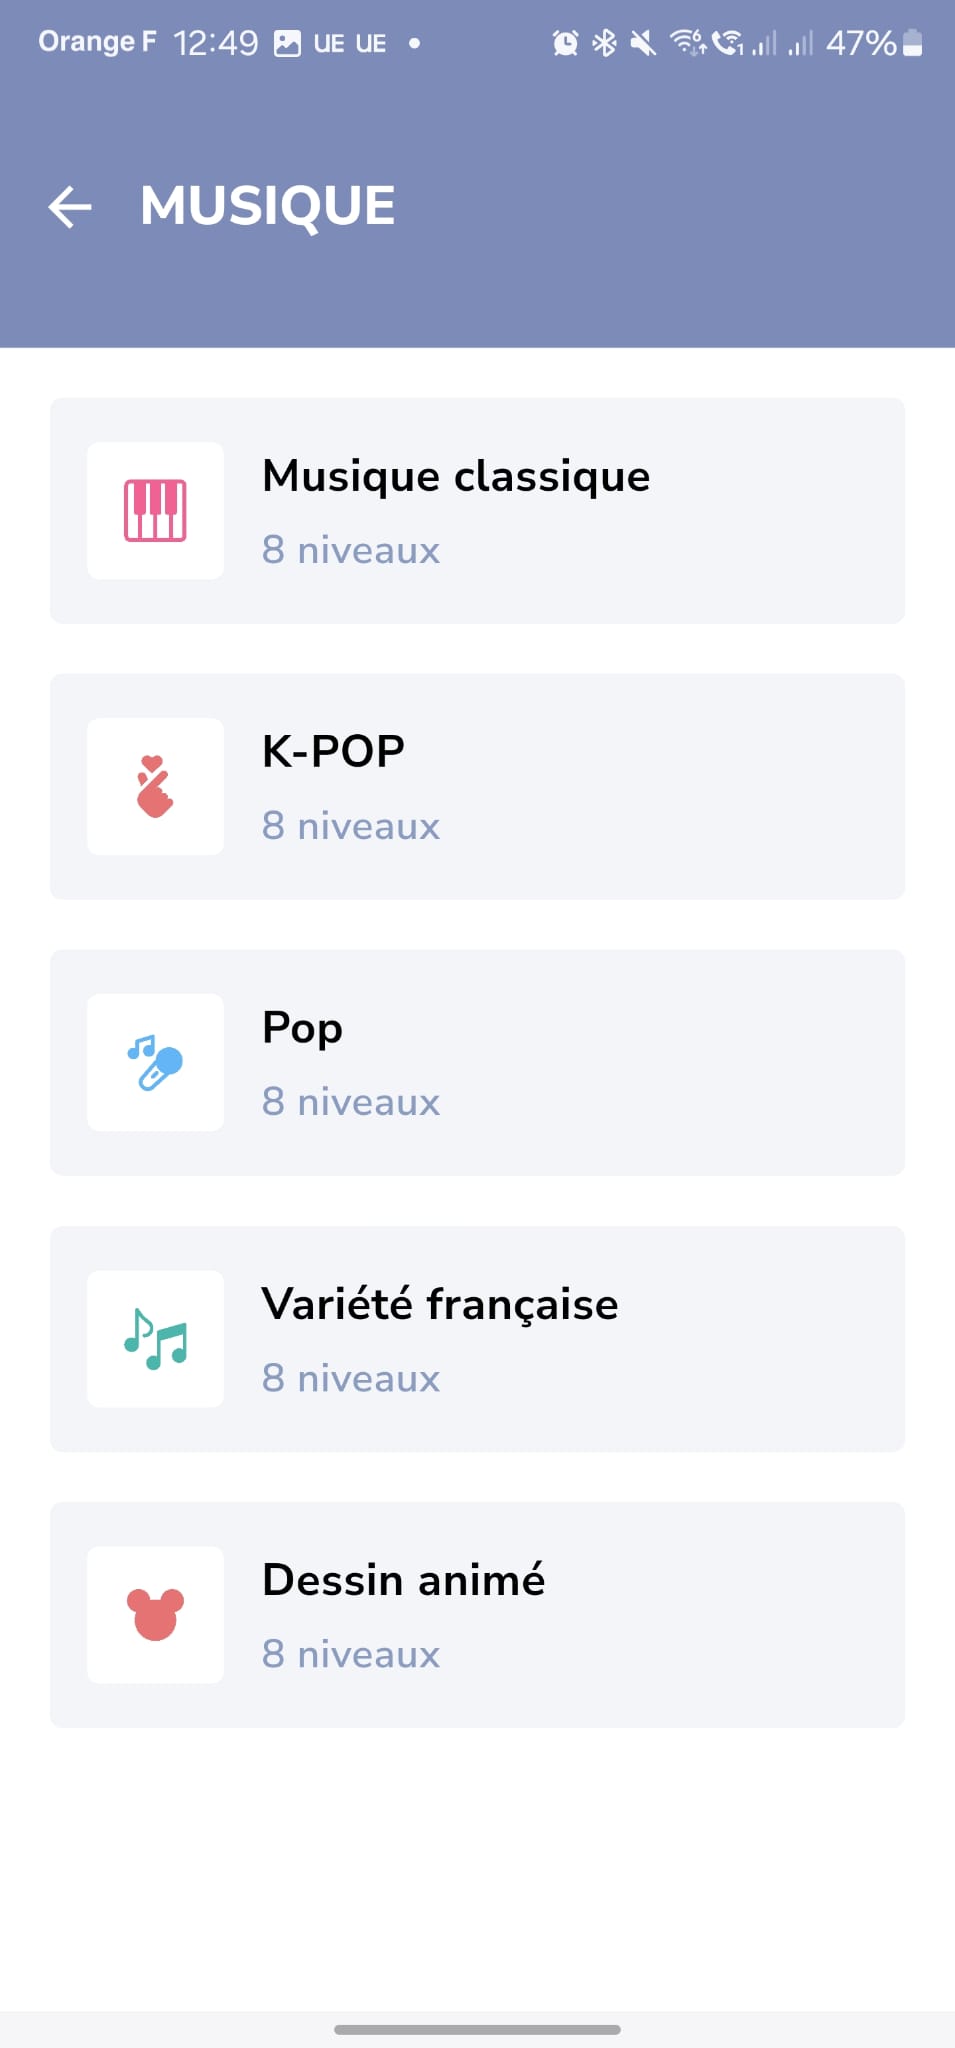 Orange F 12:49 UE UE 47%
MUSIQUE
Musique classique
8 niveaux
K-POP
8 niveaux
Pop
8 niveaux
Variété française
8 niveaux
Dessin animé
8 niveaux